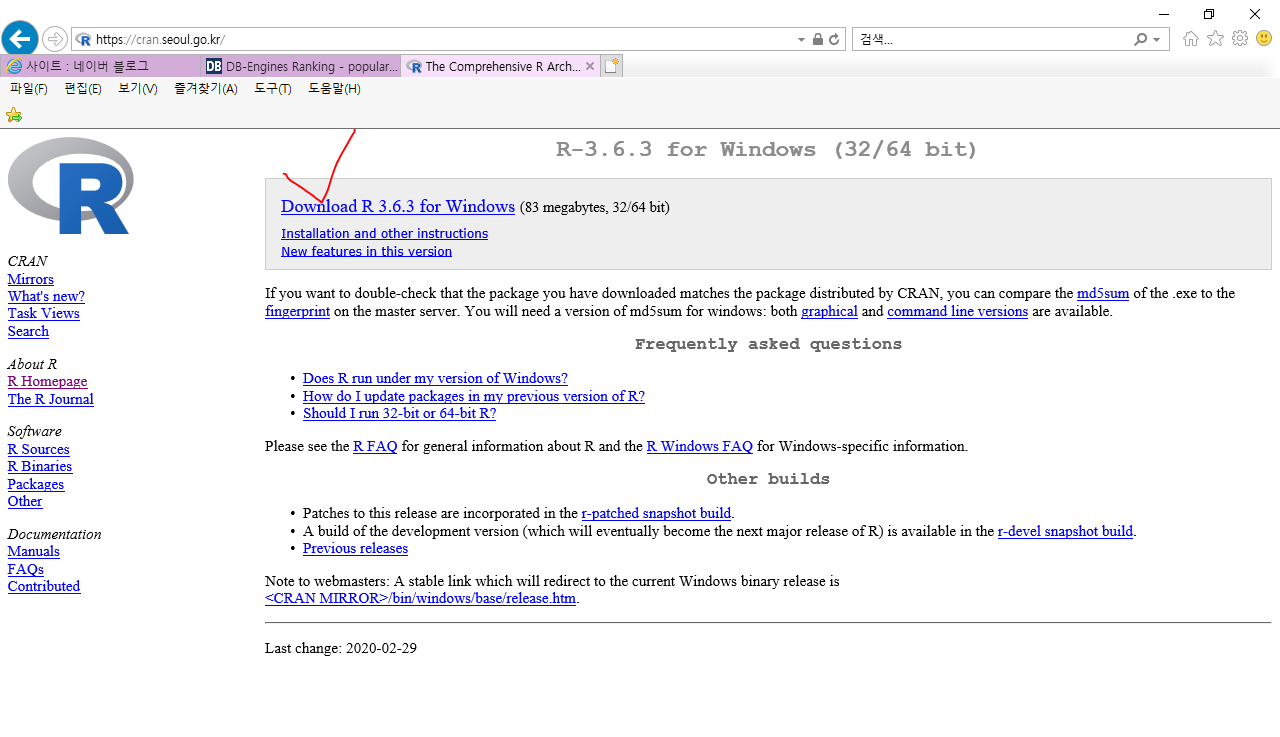 https://cran.seoul.go.kr/
검색...
사이트 : 네이버 블로그
DB DB-Engines Ranking - popular...
The Comprehensive R Arch...
파일(F) 편집(E) 보기(V) 즐겨찾기(A) 도구(T) 도움말(H)
R
CRAN
Mirrors
What's new?
Task Views
Search
About R
R Homepage
The R Journal
Software
R Sources
R Binaries
Packages
Other
Documentation
Manuals
FAQs
Contributed
R-3.6.3 for Windows (32/64 bit)
Download R 3.6.3 for Windows (83 megabytes, 32/64 bit)
Installation and other instructions
New features in this version
If you want to double-check that the package you have downloaded matches the package distributed by CRAN, you can compare the md5sum of the .exe to the
fingerprint on the master server. You will need a version of md5sum for windows: both graphical and command line versions are available.
Frequently asked questions
• Does R run under my version of Windows?
• How do I update packages in my previous version of R?
• Should I run 32-bit or 64-bit R?
Please see the R FAQ for general information about R and the R Windows FAQ for Windows-specific information.
Other builds
• Patches to this release are incorporated in the r-patched snapshot build.
• A build of the development version (which will eventually become the next major release of R) is available in the r-devel snapshot build.
• Previous releases
Note to webmasters: A stable link which will redirect to the current Windows binary release is
<CRAN MIRROR>/bin/windows/base/release.htm.
Last change: 2020-02-29